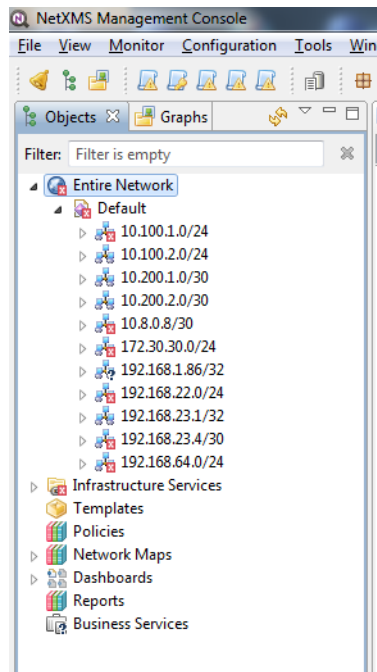 NetXMS Management Console
File View Monitor Configuration Tools Win
Objects Graphs
Filter: Filter is empty
Entire Network
Default
10.100.1.0/24
10.100.2.0/24
10.200.1.0/30
10.200.2.0/30
10.8.0.8/30
172.30.30.0/24
192.168.1.86/32
192.168.22.0/24
192.168.23.1/32
192.168.23.4/30
192.168.64.0/24
Infrastructure Services
Templates
Policies
Network Maps
Dashboards
Reports
Business Services